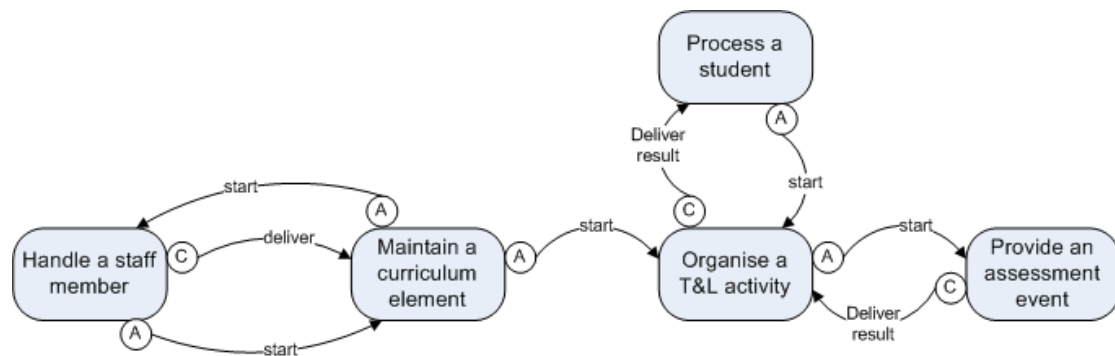 Process a
student
A
Deliver
result
start
C
start
A
Handle a staff
member
C
deliver
Maintain a
curriculum
element
A
start
Organise a
T&L activity
A
start
Provide an
assessment
event
C
Deliver
result
A
start